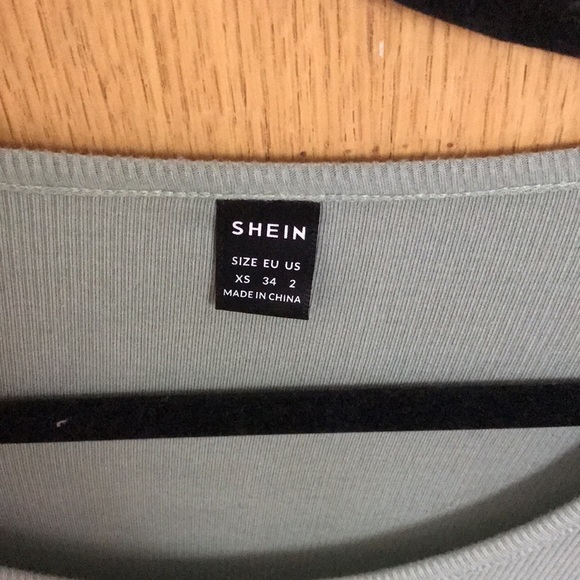 SHEIN
SIZE EU US
XS 34 2
MADE IN CHINA